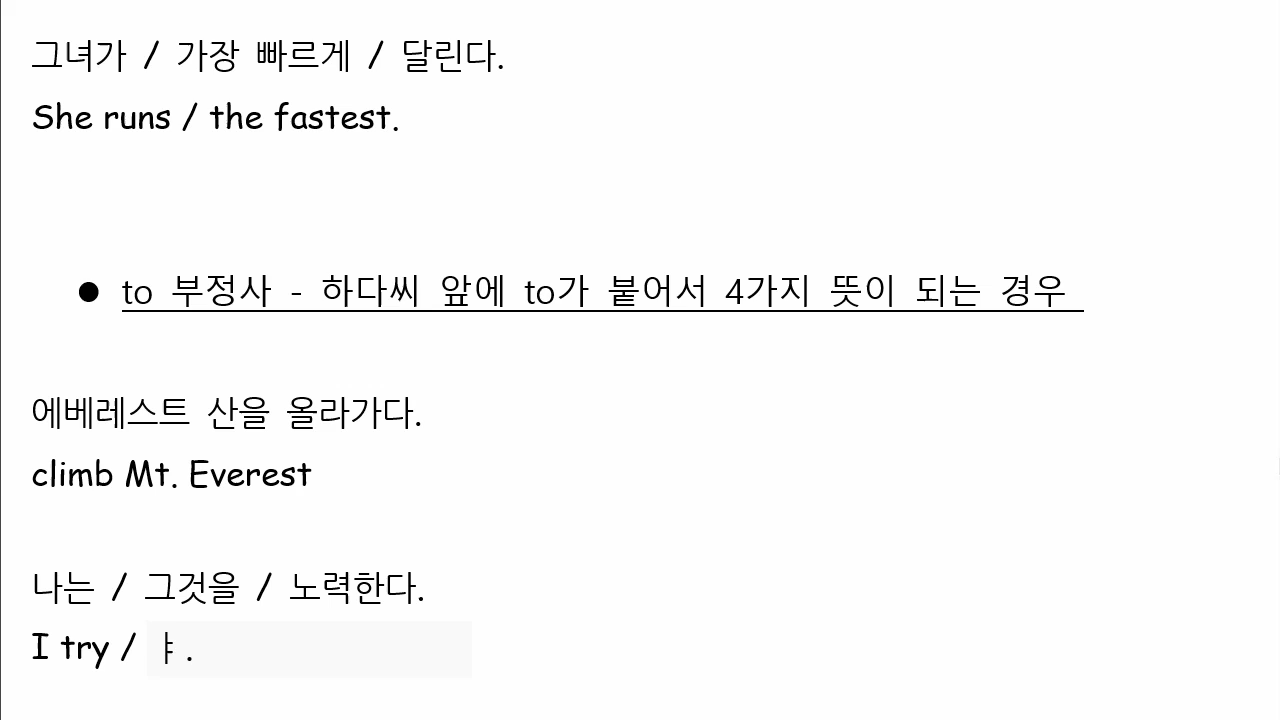 그녀가 / 가장 빠르게 / 달린다.
She runs / the fastest.
● to 부정사 - 하다씨 앞에 to가 붙어서 4가지 뜻이 되는 경우
에베레스트 산을 올라가다.
climb Mt. Everest
나는 / 그것을 / 노력한다.
I try / ㅑ.